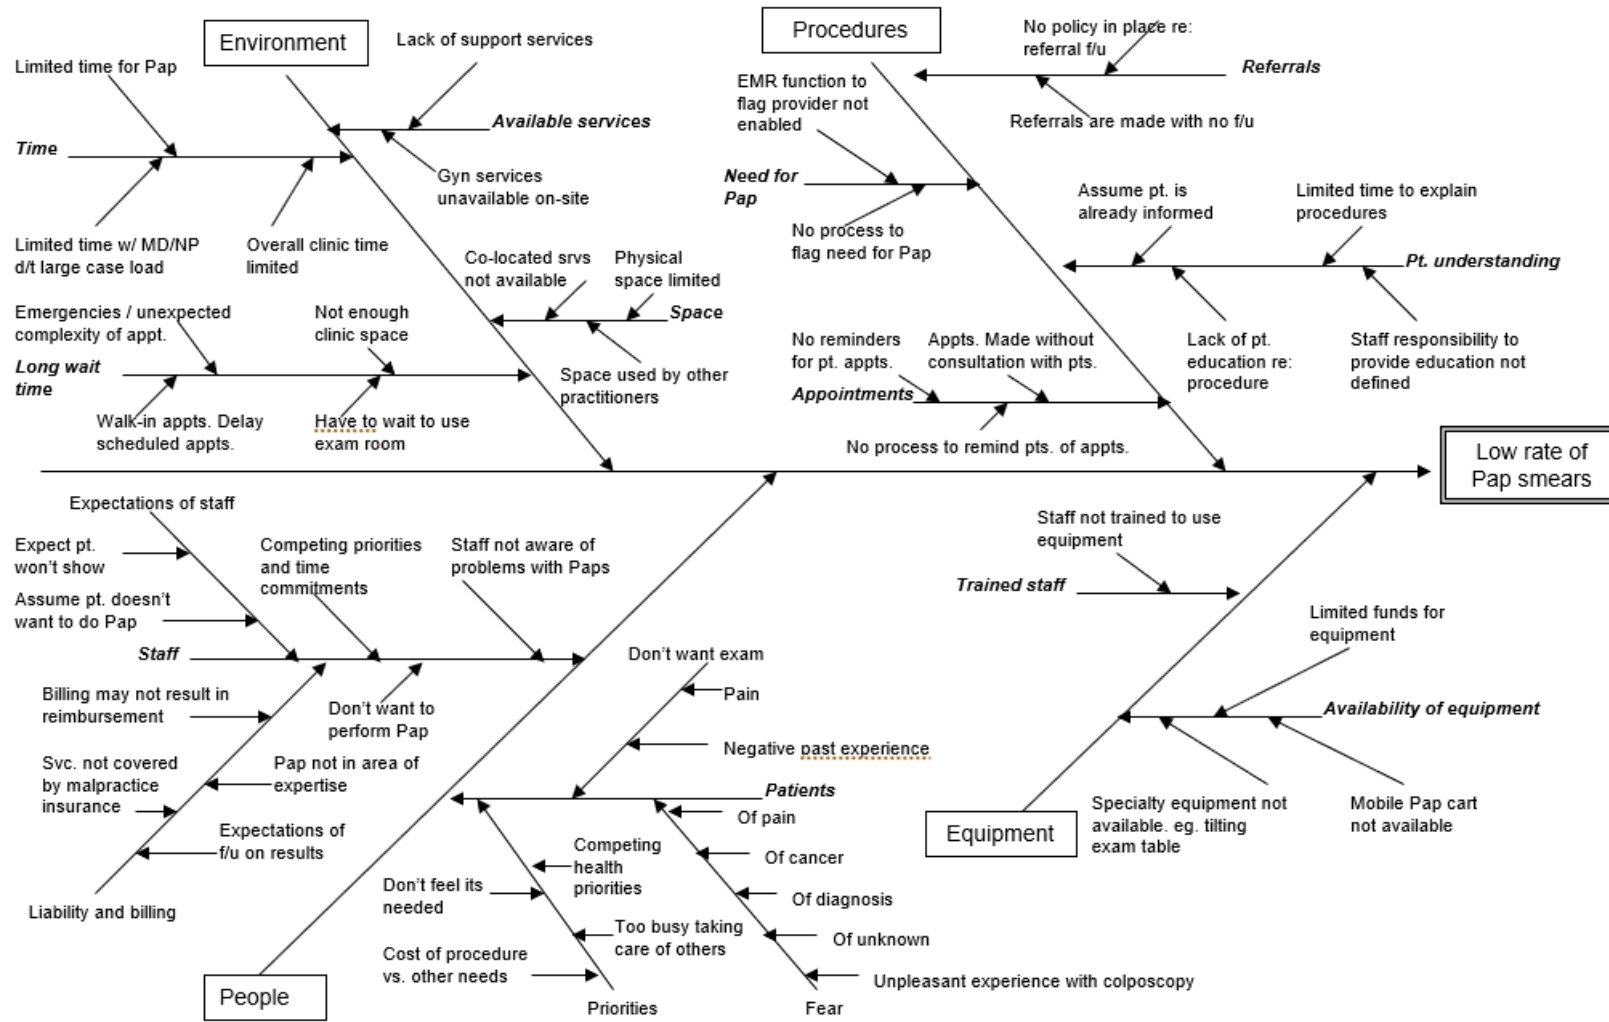 Environment
Lack of support services
Limited time for Pap
Available services
Time
Gyn services
unavailable on-site
Limited time w/ MD/NP
d/t large case load
Overall clinic time
limited
Co-located srvs
not available
Physical
space limited
Space
Emergencies / unexpected
complexity of appt.
Not enough
clinic space
Long wait
time
Space used by other
practitioners
Walk-in appts. Delay
scheduled appts.
Have to wait to use
exam room
Procedures
No policy in place re:
referral f/u
Referrals
EMR function to
flag provider not
enabled
Referrals are made with no f/u
Need for
Pap
No process to
flag need for Pap
Assume pt. is
already informed
Limited time to explain
procedures
Pt. understanding
No reminders
for pt. appts.
Appts. Made without
consultation with pts.
Lack of pt.
education re:
procedure
Staff responsibility to
provide education not
defined
Appointments
No process to remind pts. of appts.
Low rate of
Pap smears
Expectations of staff
Expect pt.
won't show
Competing priorities
and time
commitments
Staff not aware of
problems with Paps
Assume pt. doesn't
want to do Pap
Staff
Billing may not result in
reimbursement
Don't want to
perform Pap
Svc. not covered
by malpractice
insurance
Pap not in area of
expertise
Expectations of
f/u on results
Liability and billing
Don't want exam
Pain
Negative past experience
Patients
Of pain
Competing
health
priorities
Of cancer
Don't feel its
needed
Of diagnosis
Too busy taking
care of others
Of unknown
Cost of procedure
vs. other needs
Unpleasant experience with colposcopy
Priorities
Fear
People
Staff not trained to use
equipment
Trained staff
Limited funds for
equipment
Availability of equipment
Specialty equipment not
available. eg. tilting
exam table
Mobile Pap cart
not available
Equipment